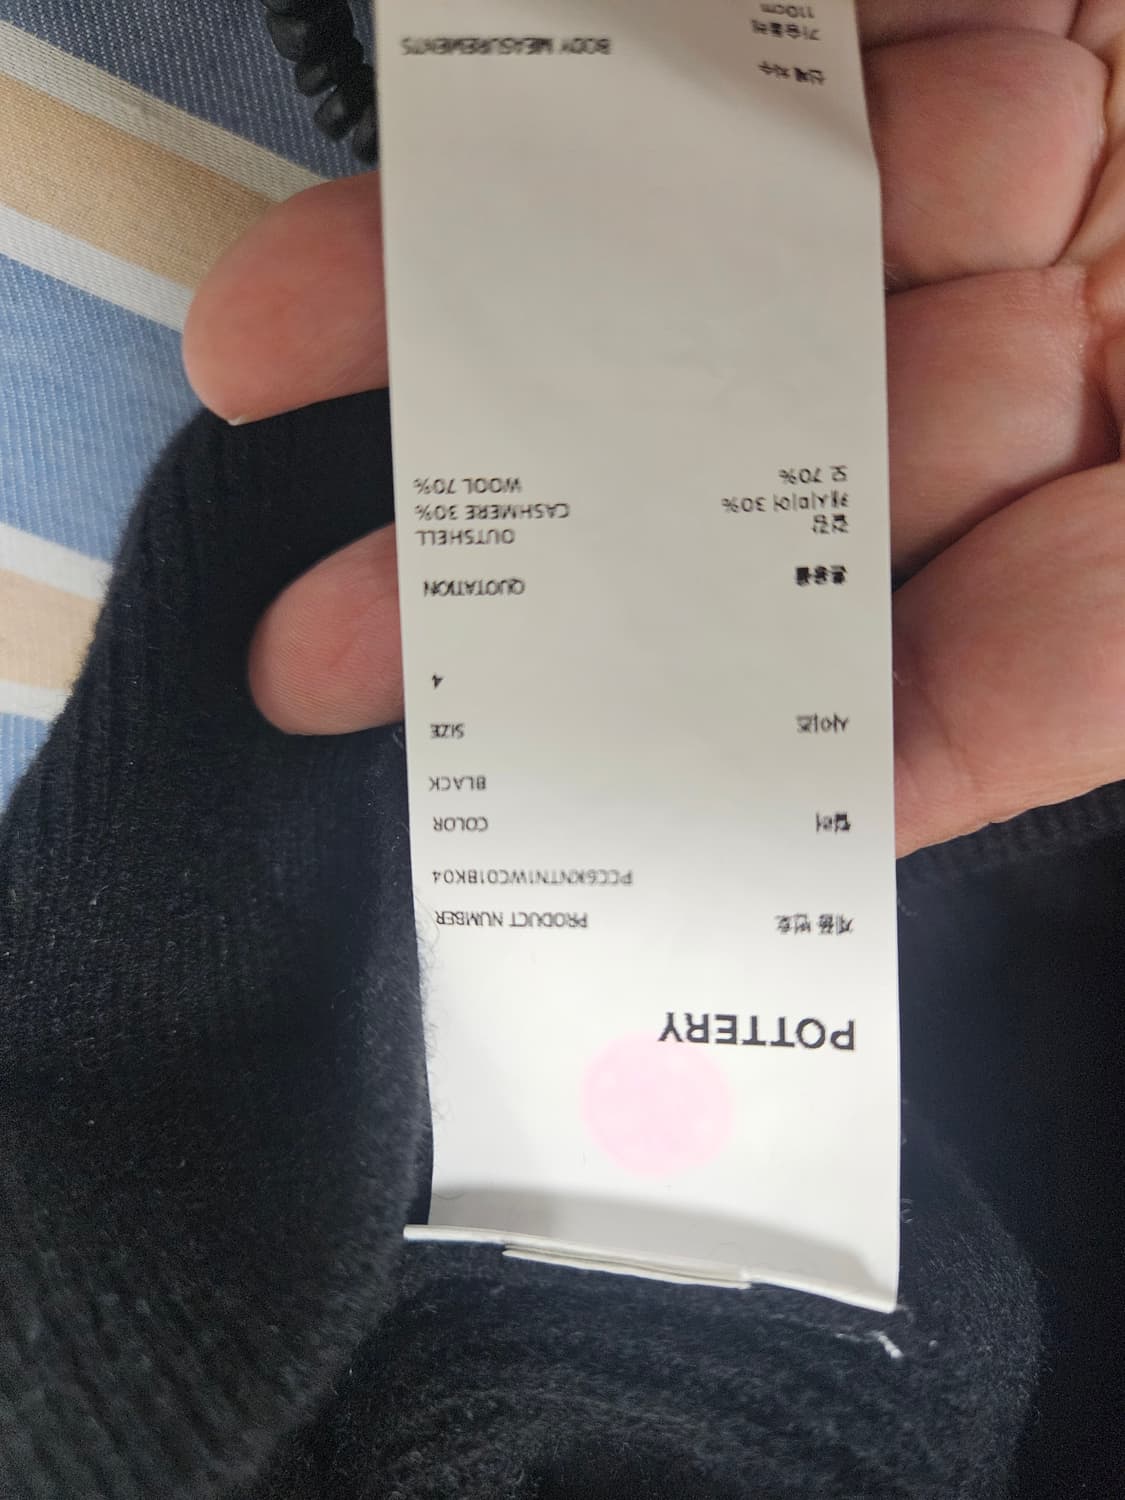 POTTERY
제품 번호 PRODUCT NUMBER
PCC6KNTN1WC01BK04
컬러 COLOR
BLACK
사이즈 SIZE
4
혼용률 QUOTATION
겉감 OUTSHELL
캐시미어 30% CASHMERE 30%
모 70% WOOL 70%
신체 치수 BODY MEASUREMENTS
가슴둘레
110cm